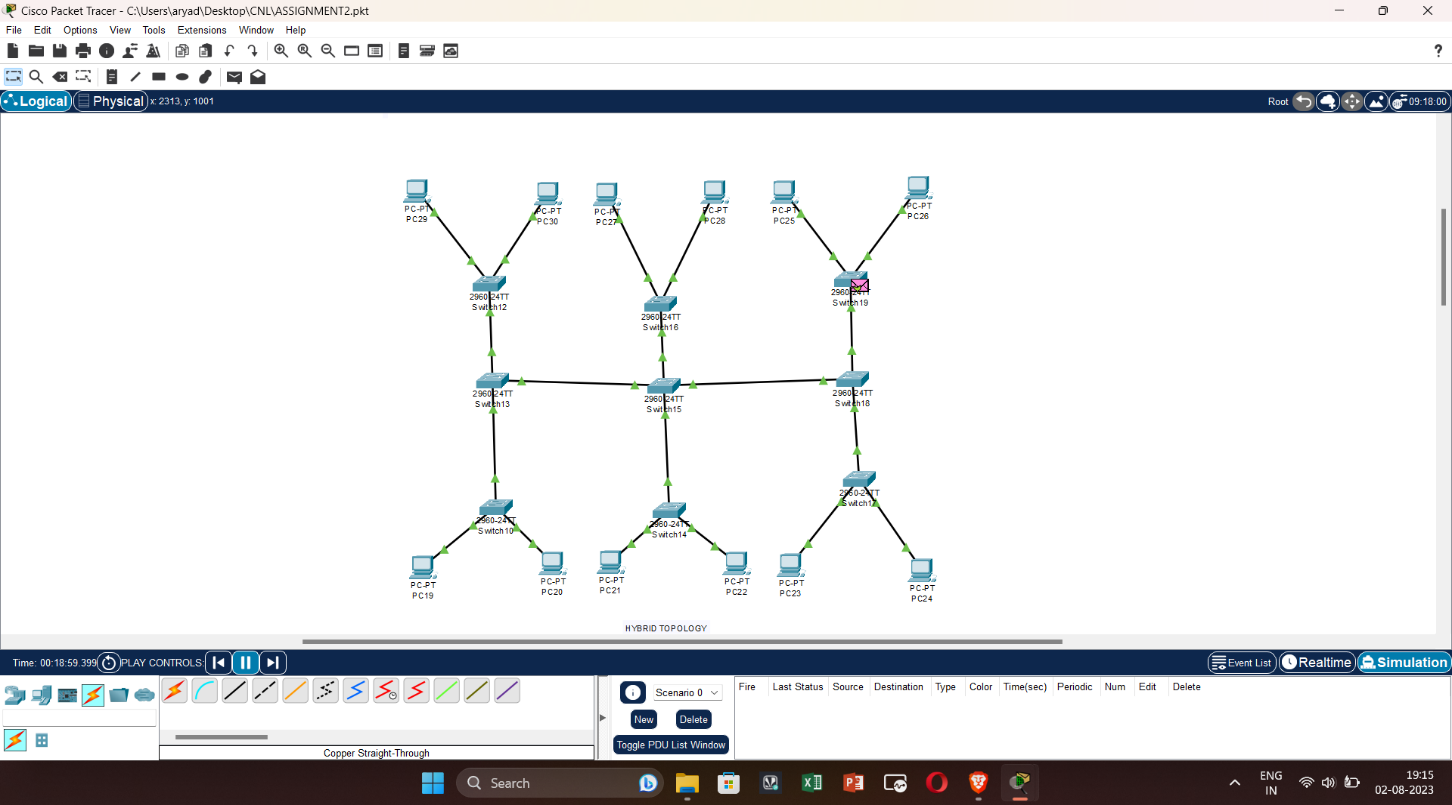 Cisco Packet Tracer - C:\Users\aryad\Desktop\CNL\ASSIGNMENT2.pkt
File Edit Options View Tools Extensions Window Help
?
Logical Physical x: 2313, y: 1001
Root 09:18:00
PC-PT
PC29
PC-PT
PC30
PC-PT
PC27
PC-PT
PC28
PC-PT
PC25
PC-PT
PC26
2960-24TT
Switch12
2960-24TT
Switch16
2960-24TT
Switch19
2960-24TT
Switch13
2960-24TT
Switch15
2960-24TT
Switch18
2960-24TT
Switch10
2960-24TT
Switch14
2960-24TT
Switch17
PC-PT
PC19
PC-PT
PC20
PC-PT
PC21
PC-PT
PC22
PC-PT
PC23
PC-PT
PC24
HYBRID TOPOLOGY
Time: 00:18:59.399 PLAY CONTROLS:
Event List Realtime Simulation
Scenario 0
New Delete
Toggle PDU List Window
Fire Last Status Source Destination Type Color Time(sec) Periodic Num Edit Delete
Copper Straight-Through
Search
ENG
IN
19:15
02-08-2023